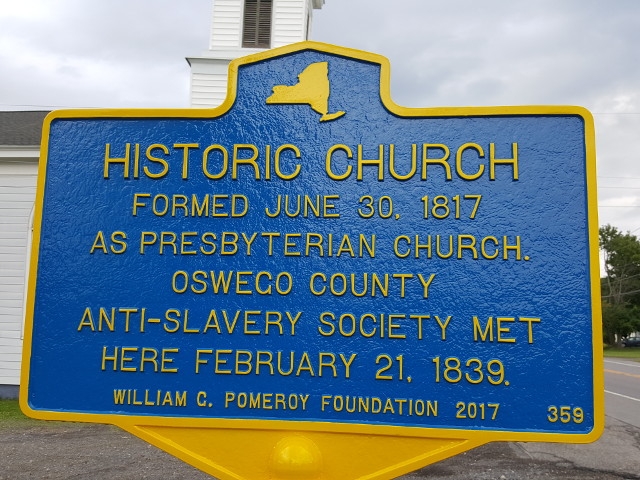 HISTORIC CHURCH
FORMED JUNE 30, 1817
AS PRESBYTERIAN CHURCH.
OSWEGO COUNTY
ANTI-SLAVERY SOCIETY MET
HERE FEBRUARY 21, 1839.
WILLIAM G. POMEROY FOUNDATION 2017 359